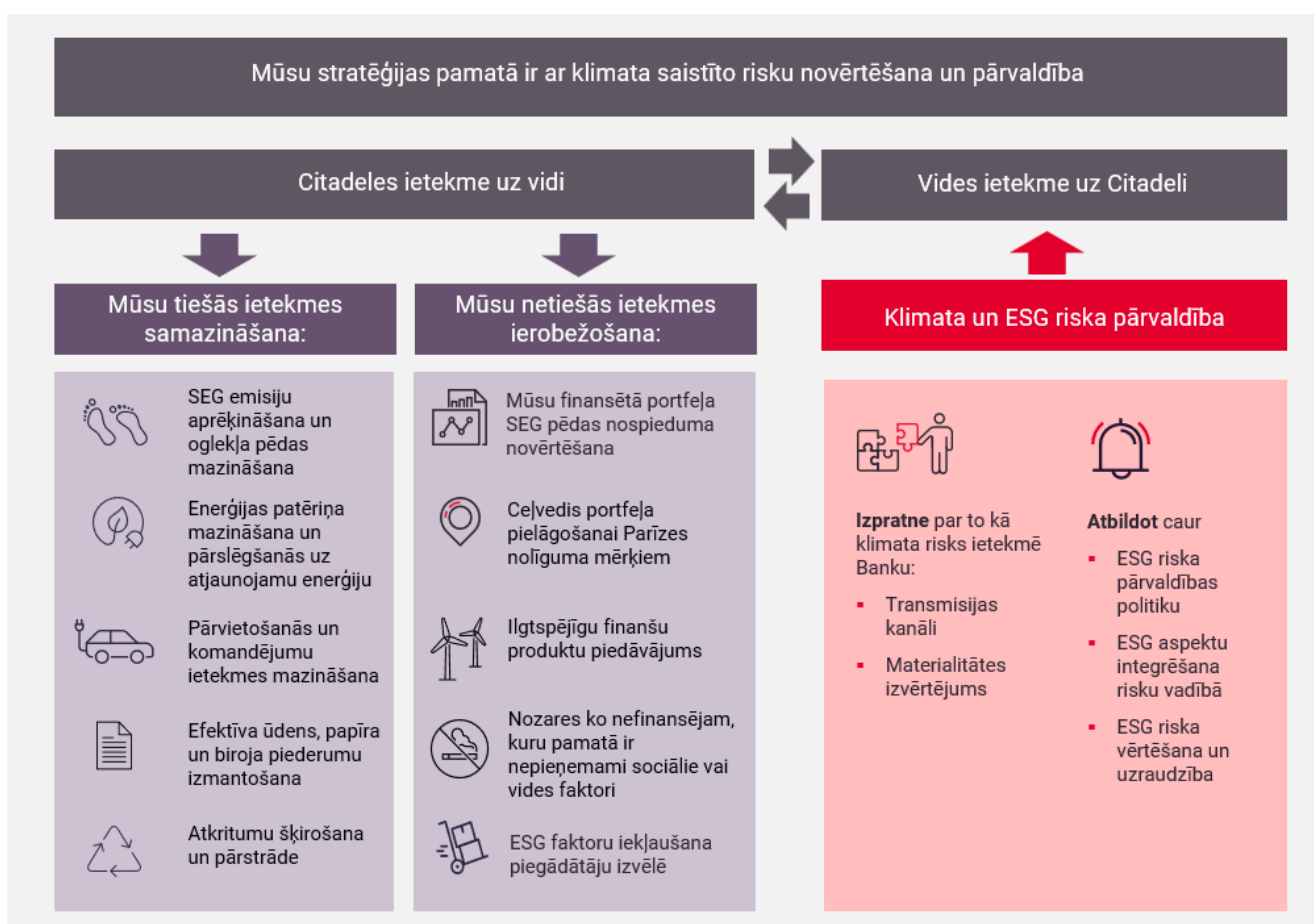 Mūsu stratēģijas pamatā ir ar klimata saistīto risku novērtēšana un pārvaldība
Citadeles ietekme uz vidi
Vides ietekme uz Citadeli
Mūsu tiešās ietekmes
samazināšana:
SEG emisiju
aprēķināšana un
oglekļa pēdas
mazināšana
Enerģijas patēriņa
mazināšana un
pārslēgšanās uz
atjaunojamu enerģiju
Pārvietošanās un
komandējumu
ietekmes mazināšana
Efektīva ūdens, papīra
un biroja piederumu
izmantošana
Atkritumu šķirošana
un pārstrāde
Mūsu netiešās ietekmes
ierobežošana:
Mūsu finansētā portfeļa
SEG pēdas nospieduma
novērtēšana
Ceļvedis portfeļa
pielāgošanai Parīzes
nolīguma mērķiem
Ilgtspējīgu finanšu
produktu piedāvājums
Nozares ko nefinansējam,
kuru pamatā ir
nepieņemami sociālie vai
vides faktori
ESG faktoru iekļaušana
piegādātāju izvēlē
Klimata un ESG riska pārvaldība
Izpratne par to kā
klimata risks ietekmē
Banku:
▪ Transmisijas
kanāli
▪ Materialitātes
izvērtējums
Atbildot caur
▪ ESG riska
pārvaldības
politiku
▪ ESG aspektu
integrēšana
risku vadībā
▪ ESG riska
vērtēšana un
uzraudzība